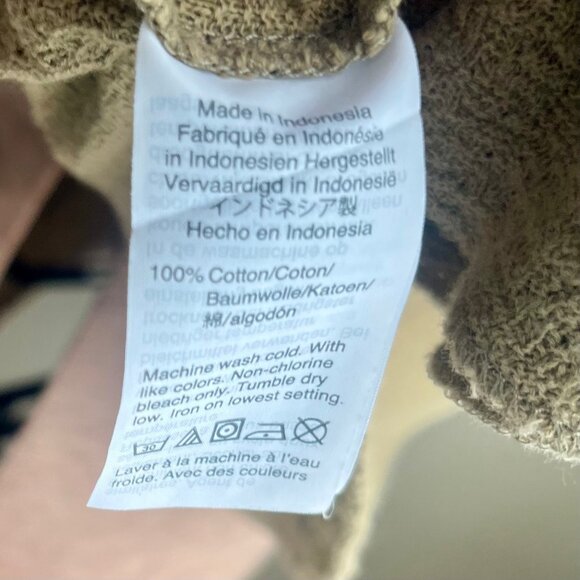 Made in Indonesia
Fabriqué en Indonésie
in Indonesien Hergestellt
Vervaardigd in Indonesië
インドネシア製
Hecho en Indonesia
100% Cotton/Coton/
Baumwolle/Katoen/
綿/algodón
Machine wash cold. With
like colors. Non-chlorine
bleach only. Tumble dry
low. Iron on lowest setting.
30
Laver à la machine à l'eau
froide. Avec des couleurs